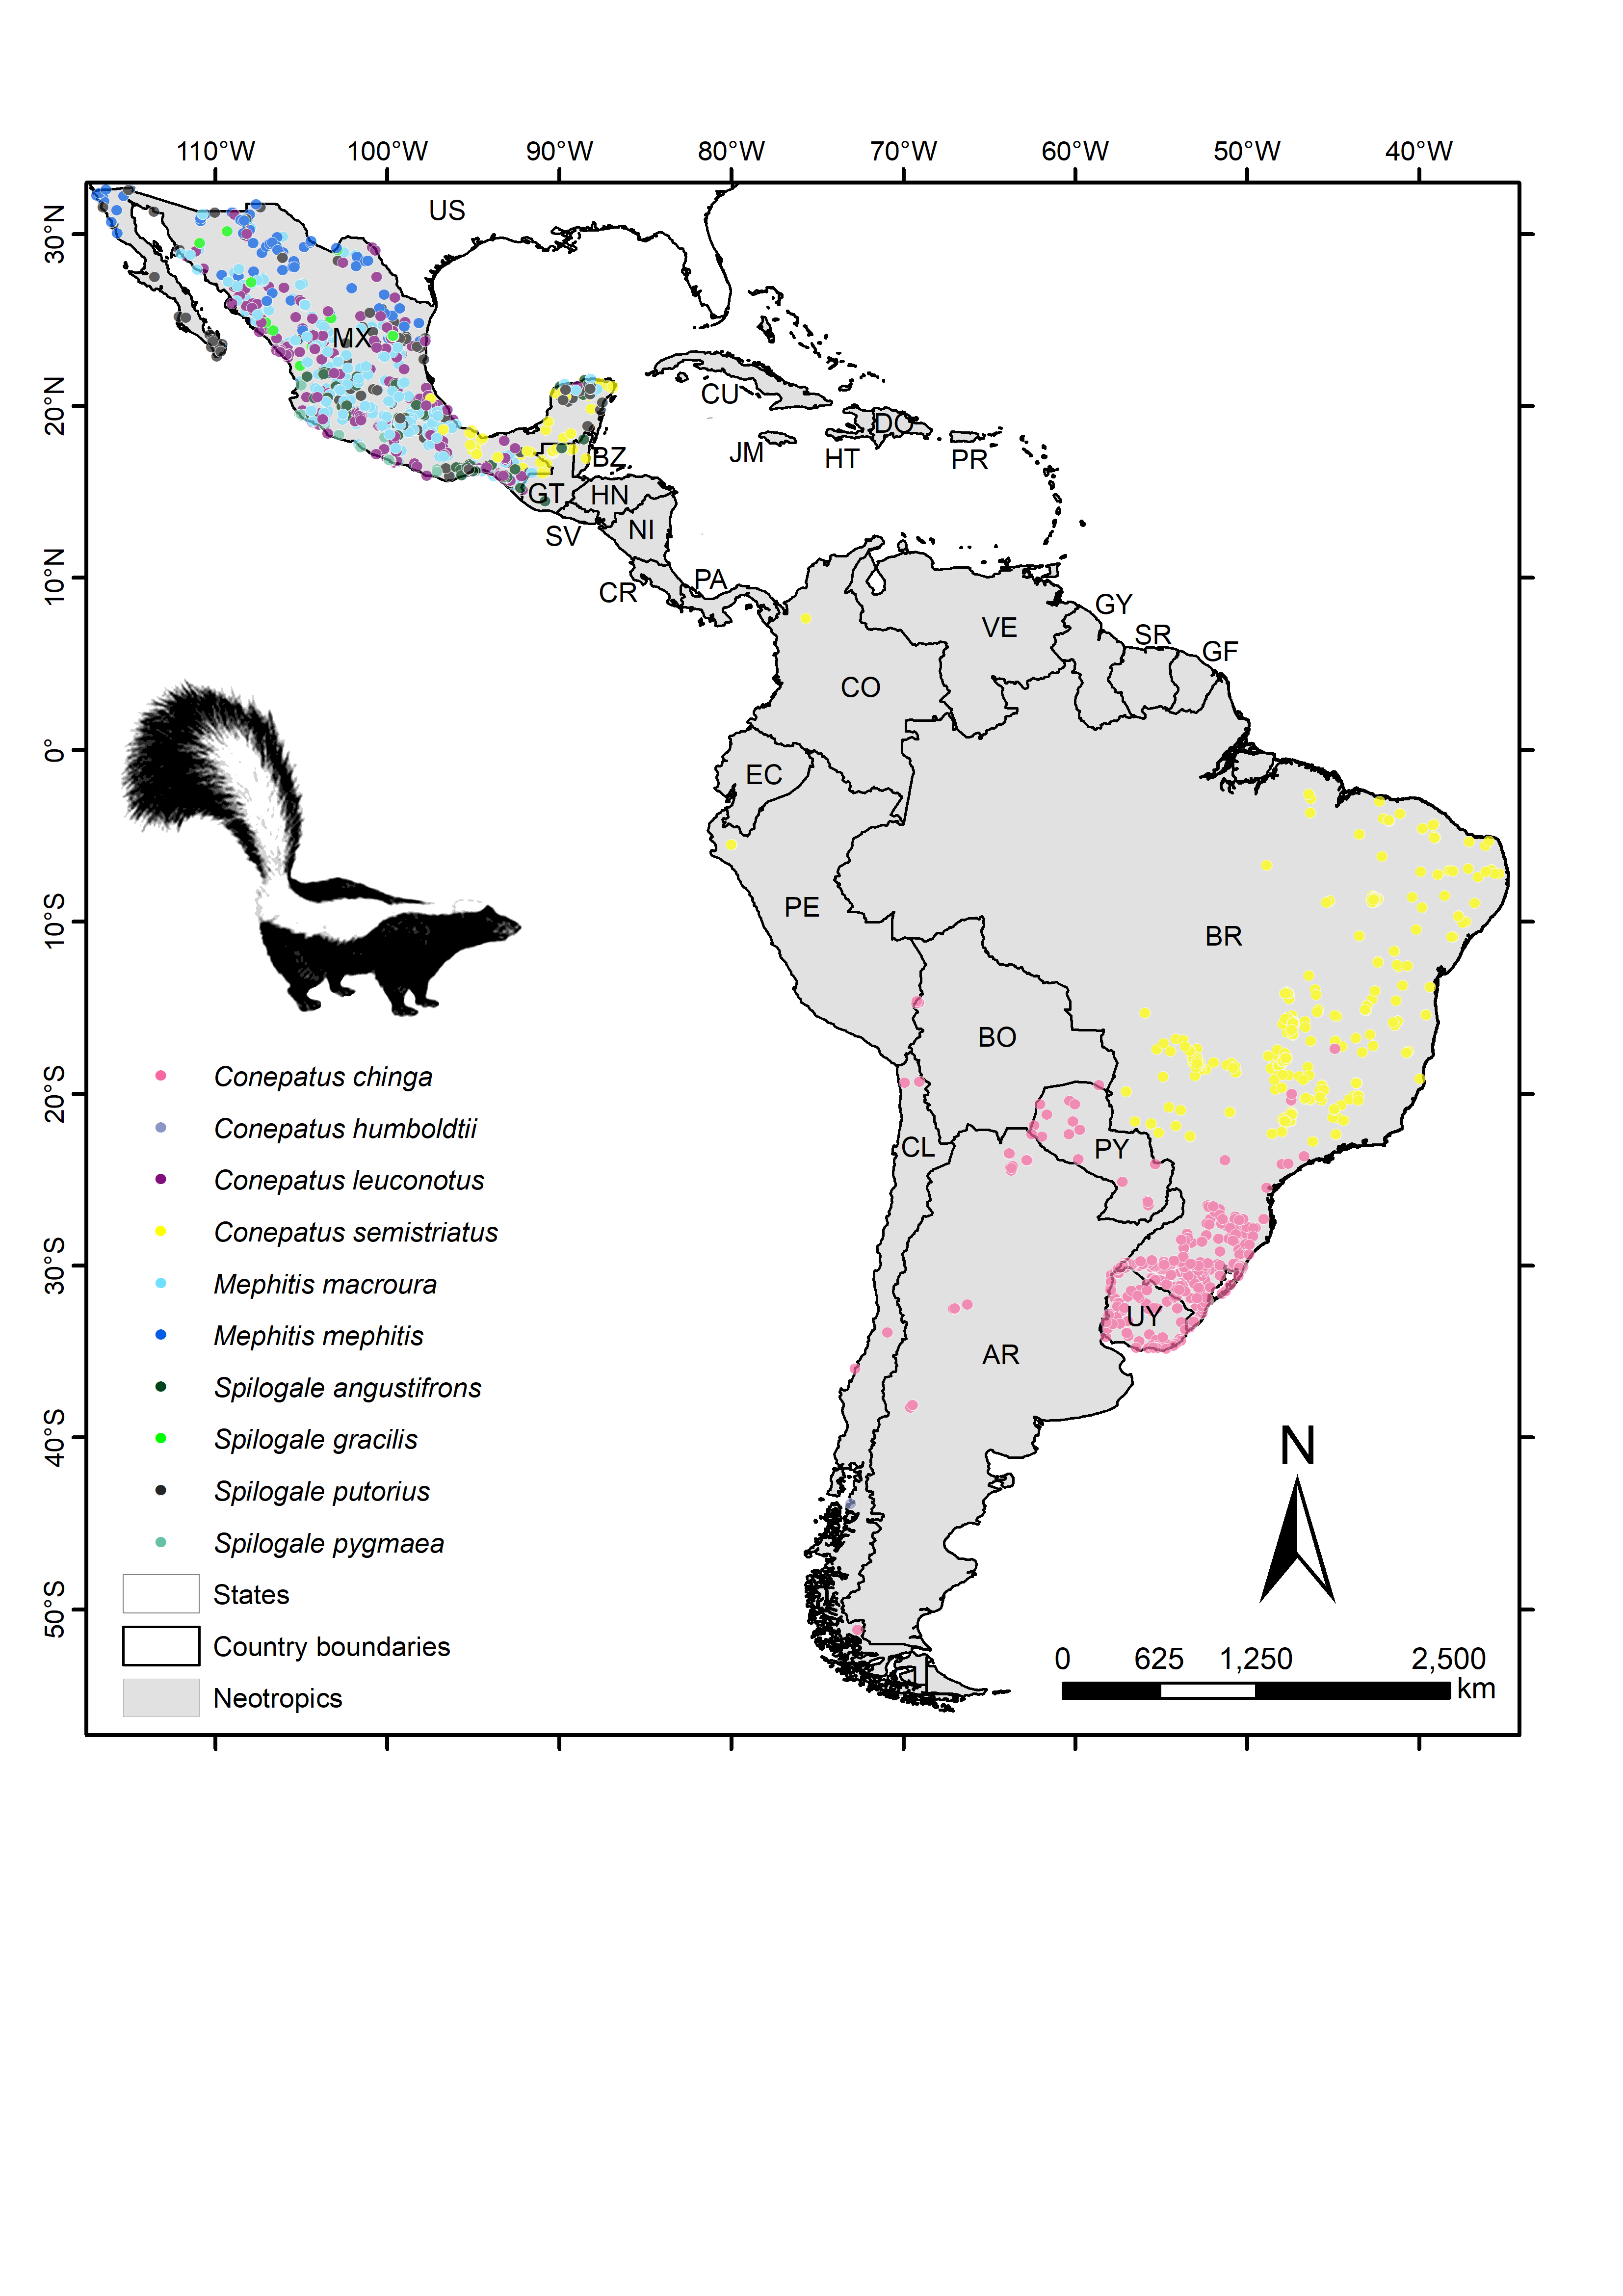 110°W 100°W 90°W 80°W 70°W 60°W 50°W 40°W
30°N
20°N
10°N
0°
10°S
20°S
30°S
40°S
50°S
US
MX
CU
DO
JM
HT
PR
BZ
GT
HN
SV
NI
CR
PA
VE
GY
SR
GF
CO
EC
PE
BR
BO
CL
PY
UY
AR
Conepatus chinga
Conepatus humboldtii
Conepatus leuconotus
Conepatus semistriatus
Mephitis macroura
Mephitis mephitis
Spilogale angustifrons
Spilogale gracilis
Spilogale putorius
Spilogale pygmaea
States
Country boundaries
Neotropics
N
0 625 1,250 2,500
km